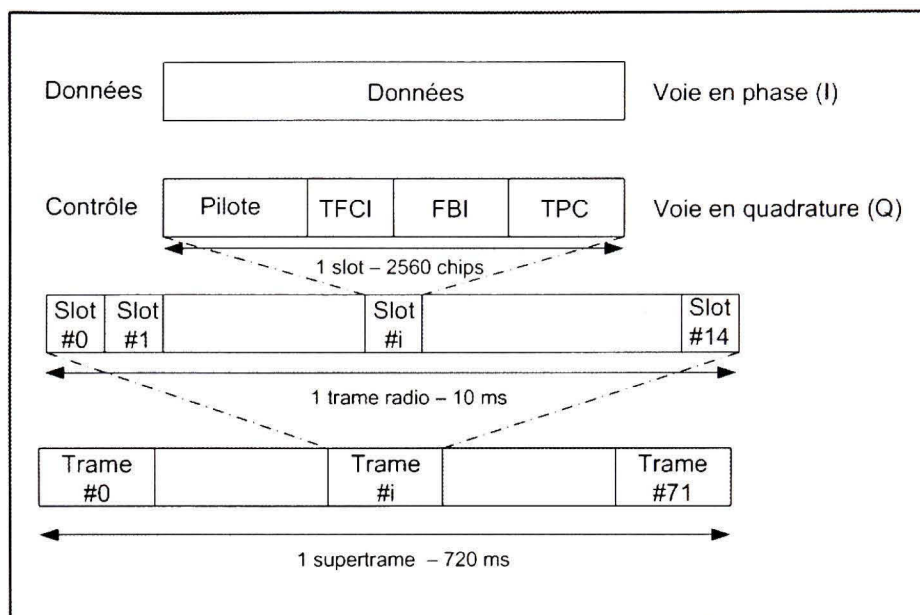 Données Données Voie en phase (I)
Contrôle Pilote TFCI FBI TPC Voie en quadrature (Q)
1 slot – 2560 chips
Slot Slot Slot Slot
#0 #1 #i #14
1 trame radio – 10 ms
Trame Trame Trame
#0 #i #71
1 supertrame – 720 ms